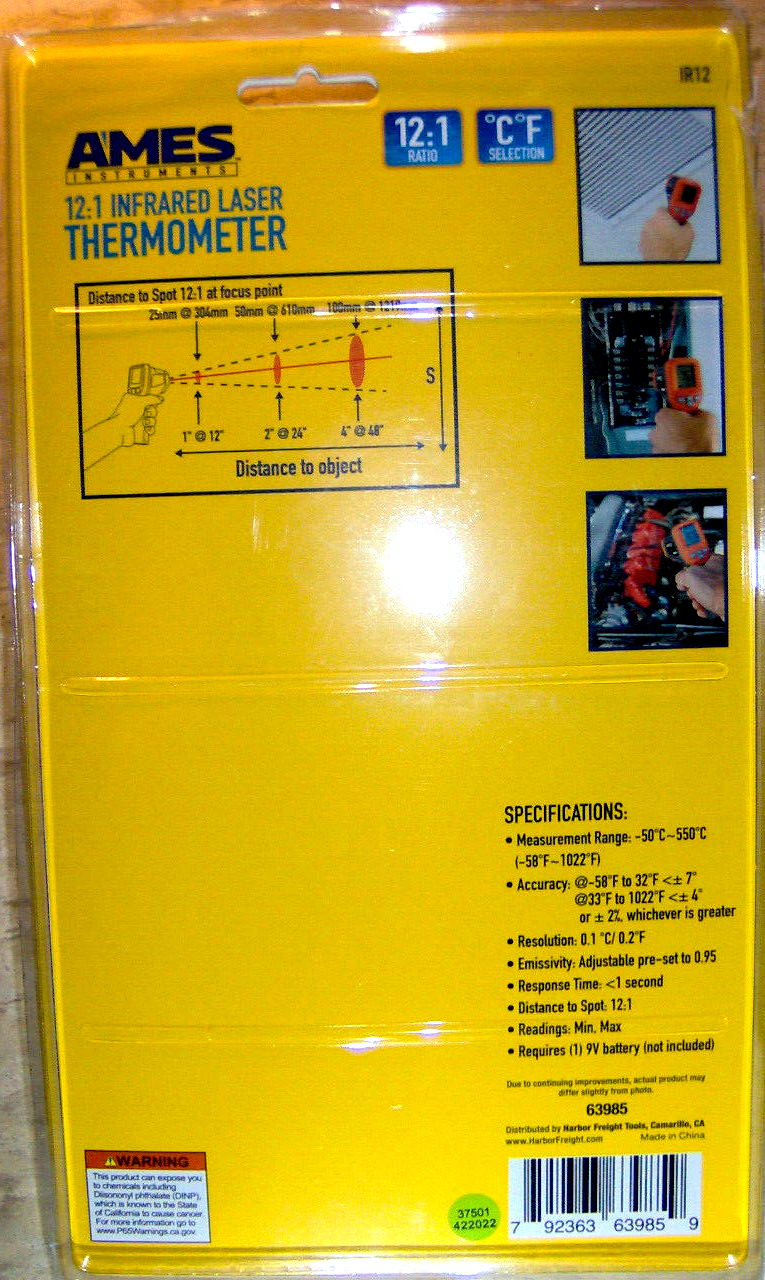 IR12
AMES
INSTRUMENTS
TM
12:1
RATIO
°C°F
SELECTION
12:1 INFRARED LASER
THERMOMETER
Distance to Spot 12:1 at focus point
25mm @ 304mm 50mm @ 610mm 100mm @ 1219mm
S
1" @ 12" 2" @ 24" 4" @ 48"
Distance to object
SPECIFICATIONS:
• Measurement Range: -50°C~550°C
(-58°F~1022°F)
• Accuracy: @-58°F to 32°F <± 7°
@33°F to 1022°F <± 4°
or ± 2%, whichever is greater
• Resolution: 0.1 °C/ 0.2°F
• Emissivity: Adjustable pre-set to 0.95
• Response Time: <1 second
• Distance to Spot: 12:1
• Readings: Min, Max
• Requires (1) 9V battery (not included)
Due to continuing improvements, actual product may
differ slightly from photo.
63985
Distributed by Harbor Freight Tools, Camarillo, CA
www.HarborFreight.com Made in China
WARNING
This product can expose you
to chemicals including
Diisononyl phthalate (DINP),
which is known to the State
of California to cause cancer.
For more information go to
www.P65Warnings.ca.gov.
37501
422022
7 92363 63985 9